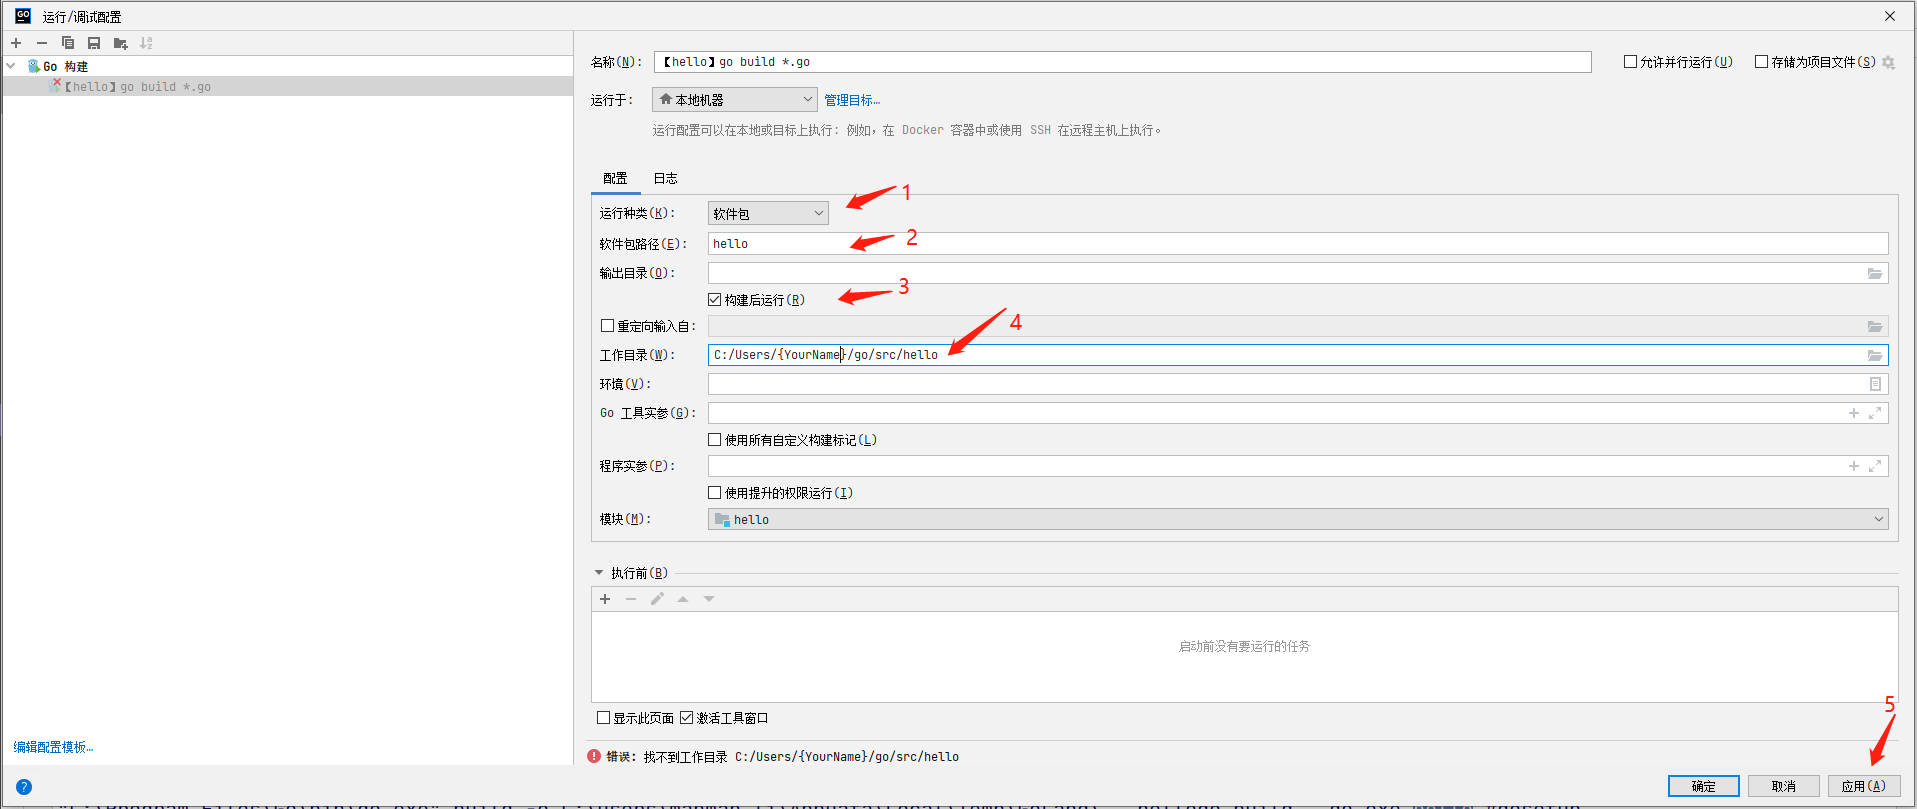 运行/调试配置
Go 构建
【hello】go build *.go
编辑配置模板...
名称(N): 【hello】go build *.go 允许并行运行(U) 存储为项目文件(S)
运行于: 本地机器 管理目标...
运行配置可以在本地或目标上执行: 例如，在 Docker 容器中或使用 SSH 在远程主机上执行。
配置 日志
运行种类(K): 软件包 1
软件包路径(E): hello 2
输出目录(O):
构建后运行(R) 3
重定向输入自: 4
工作目录(W): C:/Users/{YourName}/go/src/hello
环境(V):
Go 工具实参(G):
使用所有自定义构建标记(L)
程序实参(P):
使用提升的权限运行(I)
模块(M): hello
执行前(B)
启动前没有要运行的任务
显示此页面 激活工具窗口
5
错误: 找不到工作目录 C:/Users/{YourName}/go/src/hello
确定 取消 应用(A)